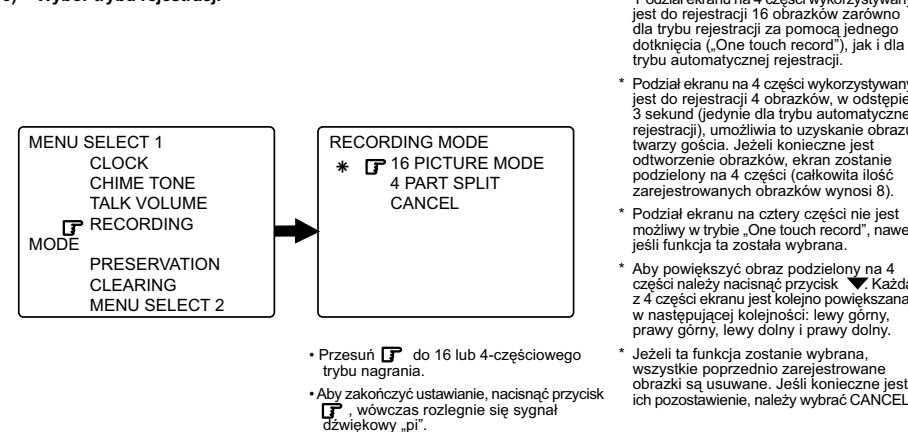 Wybór trybu rejestracji
MENU SELECT 1
CLOCK
CHIME TONE
TALK VOLUME
RECORDING
MODE
PRESERVATION
CLEARING
MENU SELECT 2
RECORDING MODE
* 16 PICTURE MODE
4 PART SPLIT
CANCEL
• Przesuń do 16 lub 4-częściowego
trybu nagrania.
• Aby zakończyć ustawianie, nacisnąć przycisk
, wówczas rozlegnie się sygnał
dźwiękowy „pi”.
Podział ekranu na 4 części wykorzystywany
jest do rejestracji 16 obrazków zarówno
dla trybu rejestracji za pomocą jednego
dotknięcia („One touch record”), jak i dla
trybu automatycznej rejestracji.
* Podział ekranu na 4 części wykorzystywany
jest do rejestracji 4 obrazków, w odstępie
3 sekund (jedynie dla trybu automatycznej
rejestracji), umożliwia to uzyskanie obrazu
twarzy gościa. Jeżeli konieczne jest
odtworzenie obrazków, ekran zostanie
podzielony na 4 części (całkowita ilość
zarejestrowanych obrazków wynosi 8).
* Podział ekranu na cztery części nie jest
możliwy w trybie „One touch record”, nawet
jeśli funkcja ta została wybrana.
* Aby powiększyć obraz podzielony na 4
części należy nacisnąć przycisk ▼. Każda
z 4 części ekranu jest kolejno powiększana
w następującej kolejności: lewy górny,
prawy górny, lewy dolny i prawy dolny.
* Jeżeli ta funkcja zostanie wybrana,
wszystkie poprzednio zarejestrowane
obrazki są usuwane. Jeśli konieczne jest
ich pozostawienie, należy wybrać CANCEL